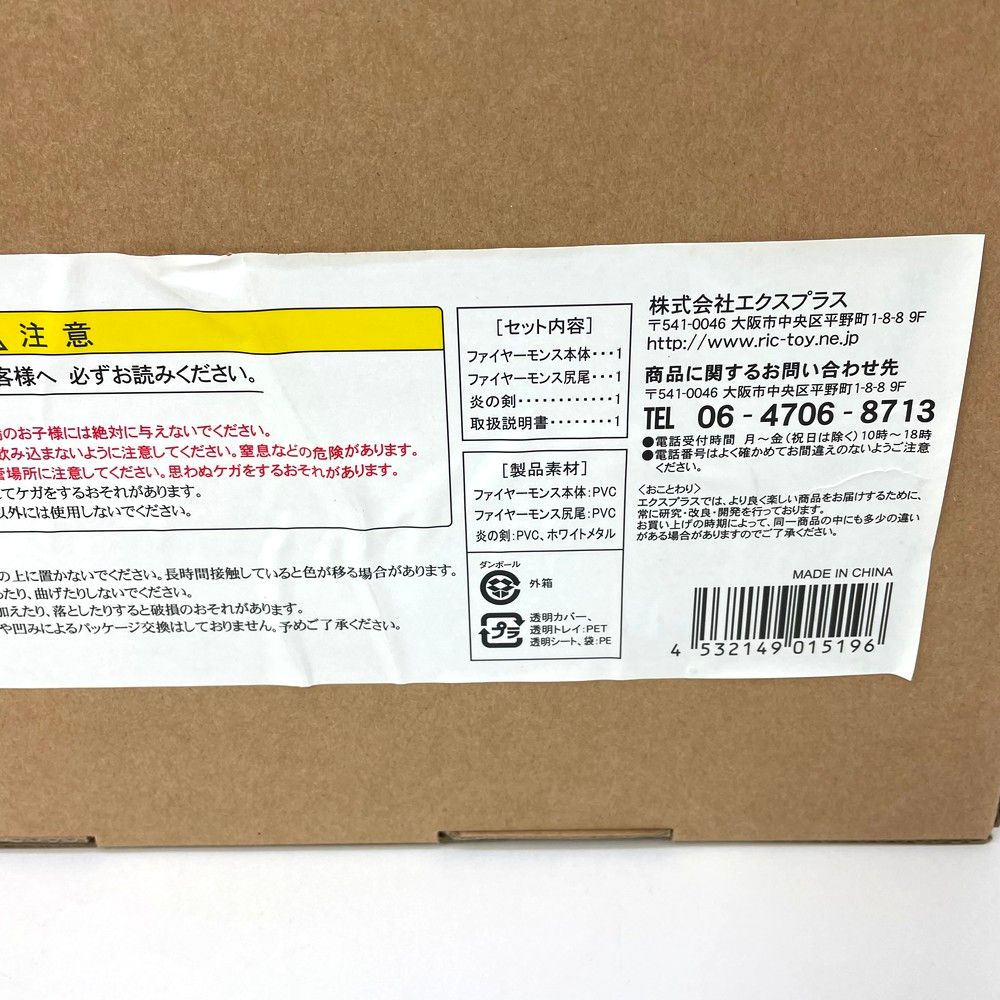 注意
客様へ 必ずお読みください。
のお子様には絶対に与えないでください。
飲み込まないように注意してください。窒息などの危険があります。
管場所に注意してください。思わぬケガをするおそれがあります。
てケガをするおそれがあります。
以外には使用しないでください。
の上に置かないでください。長時間接触していると色が移る場合があります。
ったり、曲げたりしないでください。
加えたり、落としたりすると破損のおそれがあります。
や凹みによるパッケージ交換はしておりません。予めご了承ください。
[セット内容]
ファイヤーモンス本体・・・1
ファイヤーモンス尻尾・・・1
炎の剣・・・・・・・・・・・・1
取扱説明書・・・・・・・・1
[製品素材]
ファイヤーモンス本体:PVC
ファイヤーモンス尻尾:PVC
炎の剣:PVC、ホワイトメタル
ダンボール
外箱
プラ
透明カバー、
透明トレイ:PET
透明シート、袋:PE
株式会社エクスプラス
〒541-0046 大阪市中央区平野町1-8-8 9F
http://www.ric-toy.ne.jp
商品に関するお問い合わせ先
〒541-0046 大阪市中央区平野町1-8-8 9F
TEL 06-4706-8713
●電話受付時間 月〜金(祝日は除く)10時〜18時
●電話番号はよく確かめてお間違えのないようご注意
ください。
〈おことわり〉
エクスプラスでは、より良く楽しい商品をお届けするために、
常に研究・改良・開発を行っております。
お買い上げの時期によって、同一商品の中にも多少の違い
がある場合がありますのでご了承ください。
MADE IN CHINA
4 532149 015196